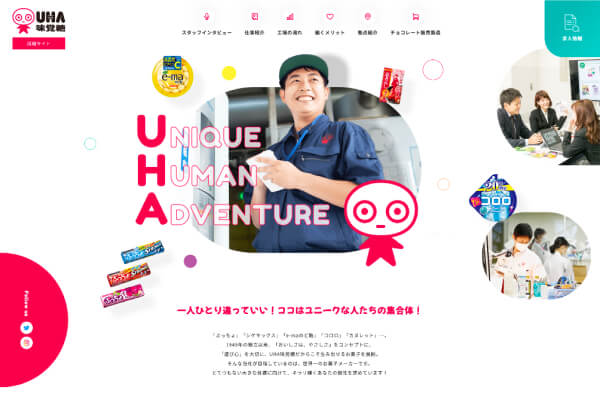 UHA
味覚糖
採用サイト
スタッフインタビュー
仕事紹介
工場の流れ
働くメリット
拠点紹介
チョコレート販売製造
求人情報
e-ma
UNIQUE
HUMAN
ADVENTURE
コロロ
Follow us
一人ひとり違っていい！ココはユニークな人たちの集合体！
「ぷっちょ」「シゲキックス」「e-maのど飴」「コロロ」「カヌレット」…。
1949年の創立以来、「おいしさは、やさしさ」をコンセプトに、
「遊び心」を大切に、UHA味覚糖だからこそ生み出せるお菓子を挑戦。
そんな当社が目指しているのは、世界一のお菓子メーカーです。
とてつもない大きな目標に向けて、キラリ輝くあなたの個性を求めています！